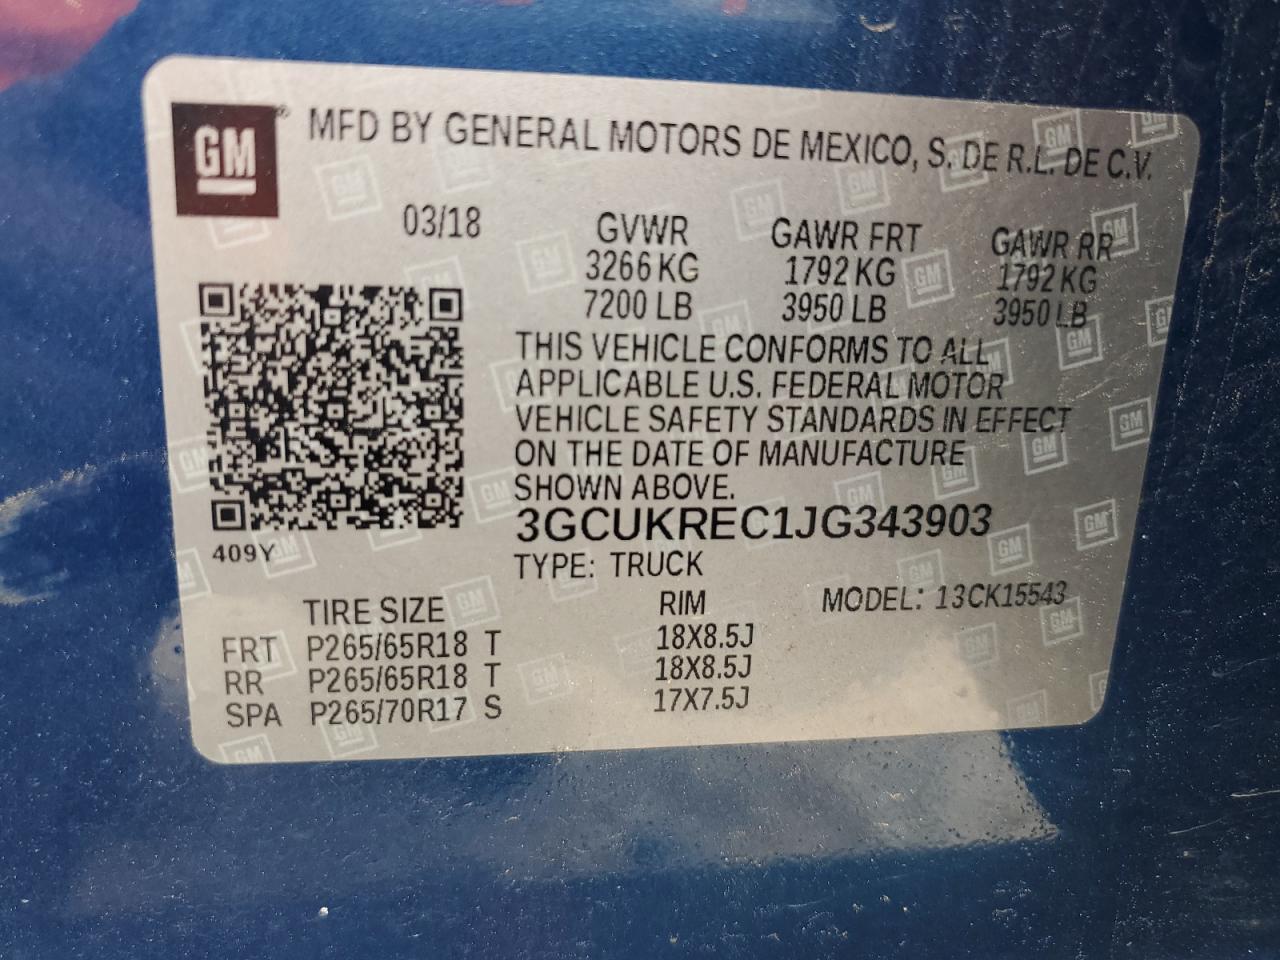 GM
MFD BY GENERAL MOTORS DE MEXICO, S. DE R.L. DE C.V.
03/18 GVWR GAWR FRT GAWR RR
3266 KG 1792 KG 1792 KG
7200 LB 3950 LB 3950 LB
THIS VEHICLE CONFORMS TO ALL
APPLICABLE U.S. FEDERAL MOTOR
VEHICLE SAFETY STANDARDS IN EFFECT
ON THE DATE OF MANUFACTURE
SHOWN ABOVE.
3GCUKREC1JG343903
409Y
TYPE: TRUCK
TIRE SIZE RIM MODEL: 13CK15543
FRT P265/65R18 T 18X8.5J
RR P265/65R18 T 18X8.5J
SPA P265/70R17 S 17X7.5J